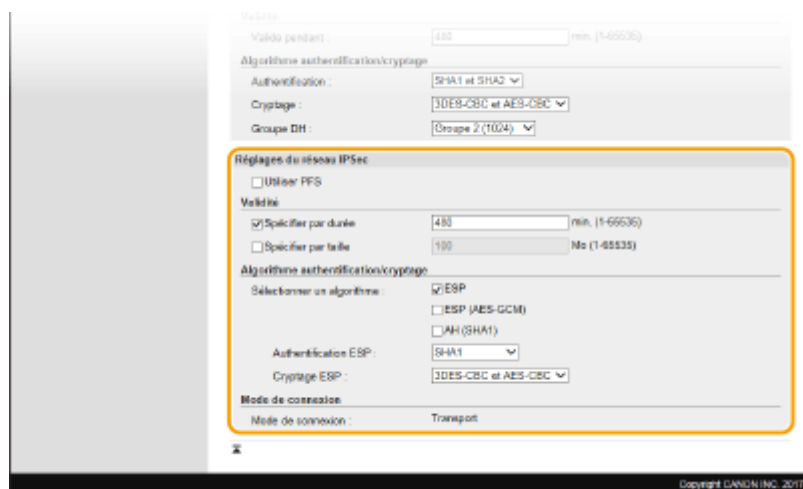 Validité
Valide pendant : 480 min. (1-65535)
Algorithme authentification/cryptage
Authentification : SHA1 et SHA2
Cryptage : 3DES-CBC et AES-CBC
Groupe DH : Groupe 2 (1024)
Réglages du réseau IPSec
Utiliser PFS
Validité
Spécifier par durée 480 min. (1-65535)
Spécifier par taille 100 Mo (1-65535)
Algorithme authentification/cryptage
Sélectionner un algorithme : ESP
ESP (AES-GCM)
AH (SHA1)
Authentification ESP : SHA1
Cryptage ESP : 3DES-CBC et AES-CBC
Mode de connexion
Mode de connexion : Transport
Copyright CANON INC. 2017